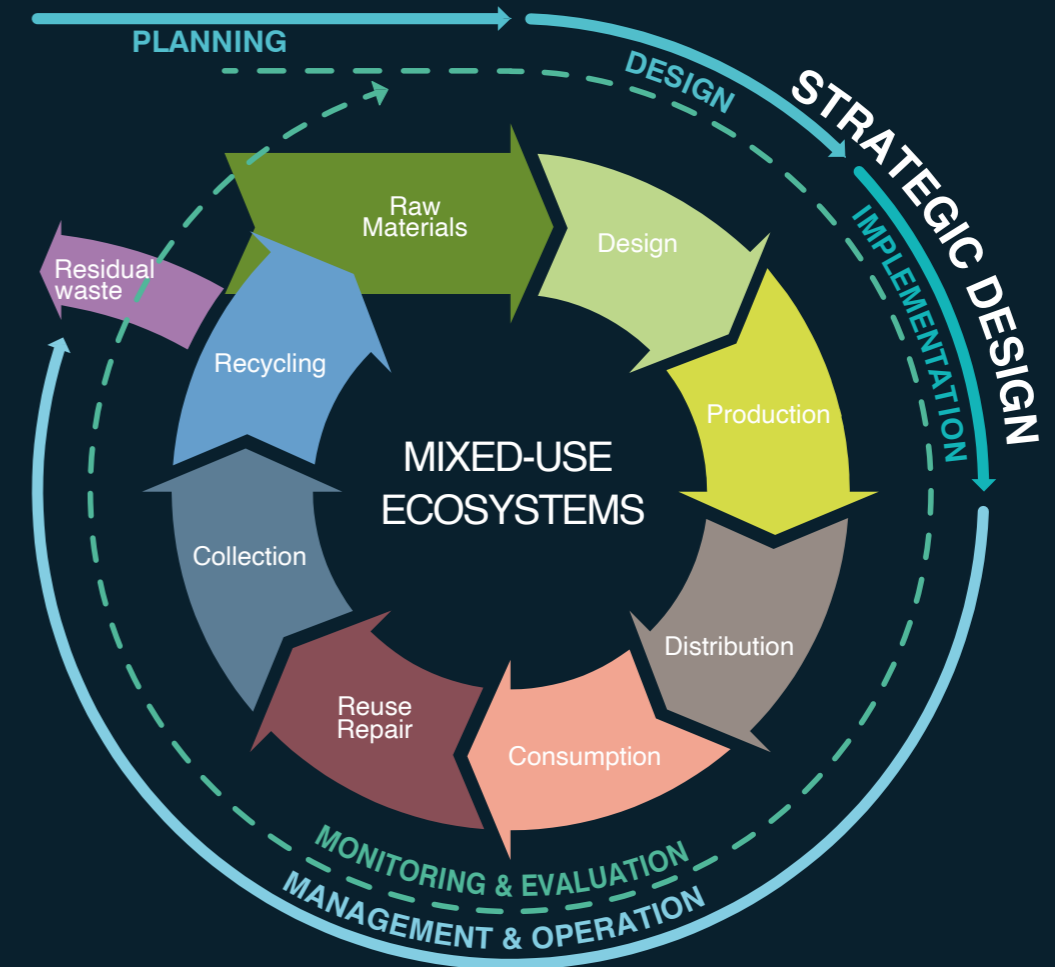 PLANNING
DESIGN
STRATEGIC DESIGN
IMPLEMENTATION
Raw
Materials
Design
Residual
waste
Recycling
Production
MIXED-USE
ECOSYSTEMS
Collection
Distribution
Reuse
Repair
Consumption
MONITORING & EVALUATION
MANAGEMENT & OPERATION